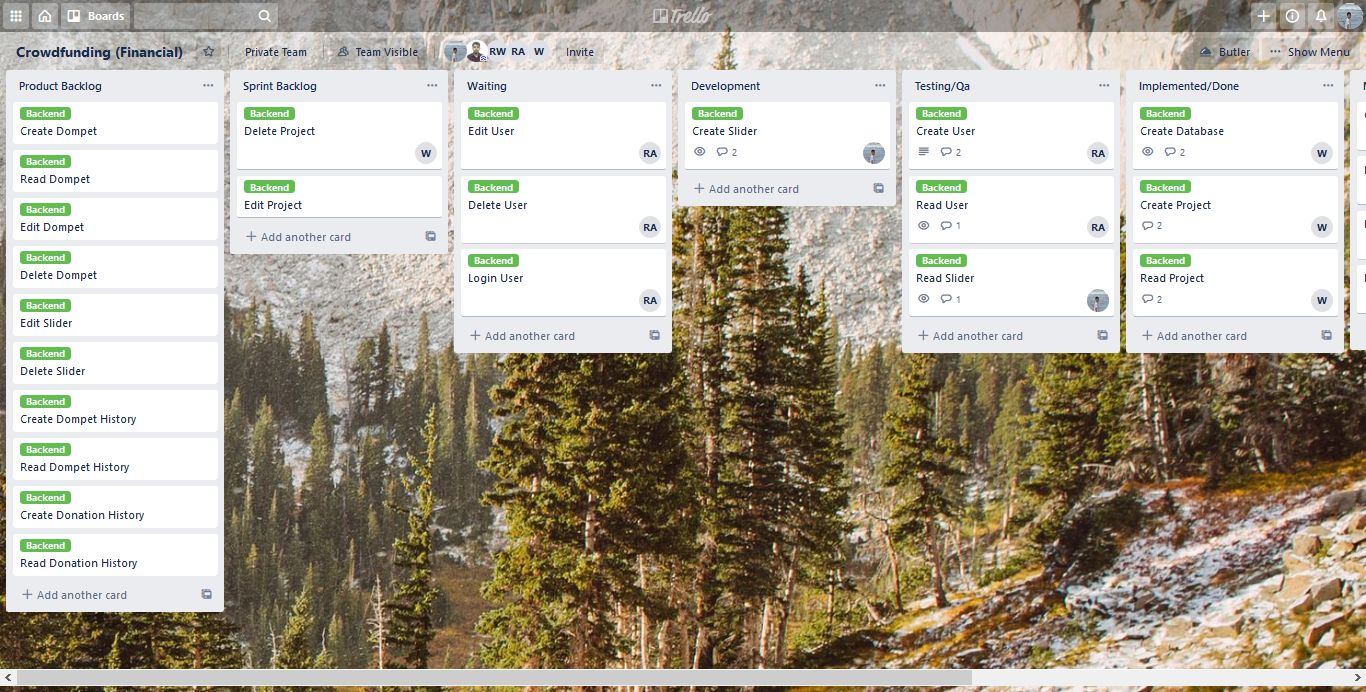 Boards
Trello
Crowdfunding (Financial)
Private Team
Team Visible
RW RA W
Invite
Butler
Show Menu
Product Backlog
Backend
Create Dompet
Backend
Read Dompet
Backend
Edit Dompet
Backend
Delete Dompet
Backend
Edit Slider
Backend
Delete Slider
Backend
Create Dompet History
Backend
Read Dompet History
Backend
Create Donation History
Backend
Read Donation History
+ Add another card
Sprint Backlog
Backend
Delete Project
W
Backend
Edit Project
+ Add another card
Waiting
Backend
Edit User
RA
Backend
Delete User
RA
Backend
Login User
RA
+ Add another card
Development
Backend
Create Slider
2
+ Add another card
Testing/Qa
Backend
Create User
2
RA
Backend
Read User
1
RA
Backend
Read Slider
1
+ Add another card
Implemented/Done
Backend
Create Database
2
W
Backend
Create Project
2
W
Backend
Read Project
2
W
+ Add another card